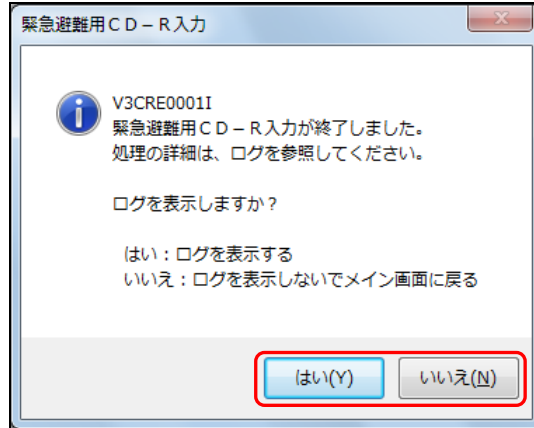 緊急避難用ＣＤ－Ｒ入力
V3CRE0001I
緊急避難用ＣＤ－Ｒ入力が終了しました。
処理の詳細は、ログを参照してください。
ログを表示しますか？
はい：ログを表示する
いいえ：ログを表示しないでメイン画面に戻る
はい(Y)
いいえ(N)